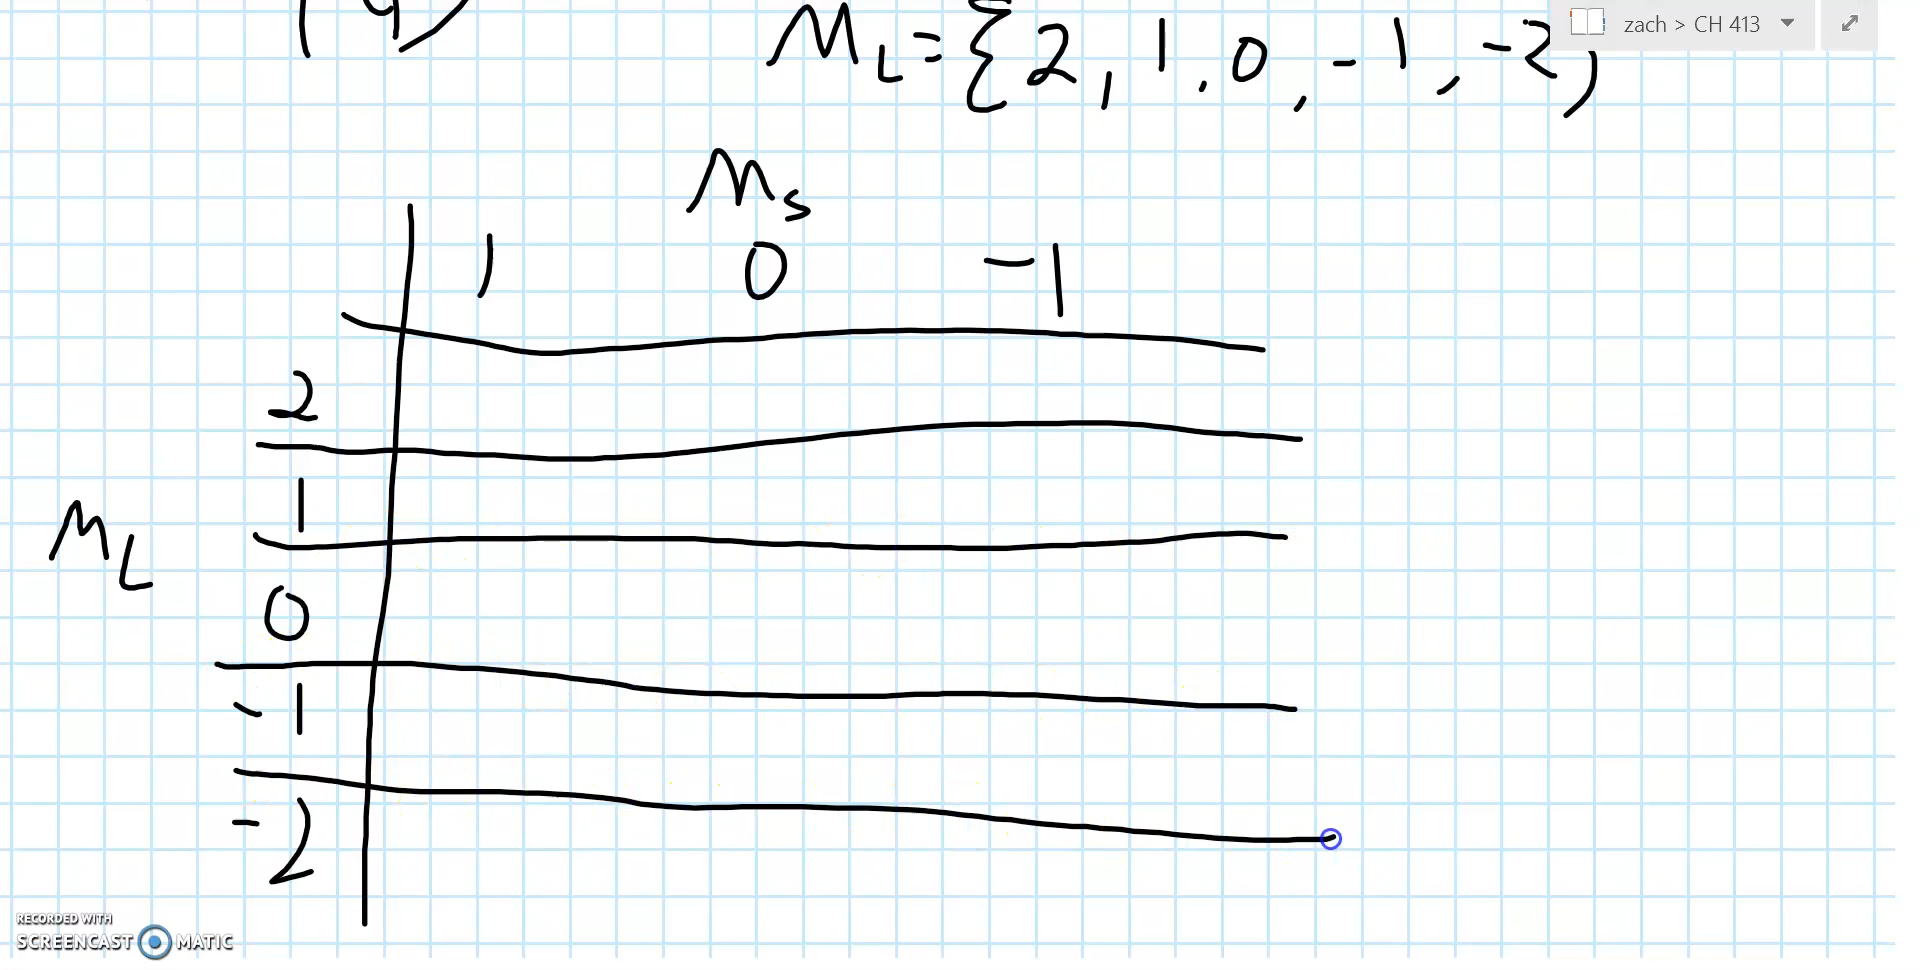 zach > CH 413
M_L = {2, 1, 0, -1, -2)
M_s
1 0 -1
2
1
M_L
0
-1
-2
RECORDED WITH
SCREENCAST MATIC